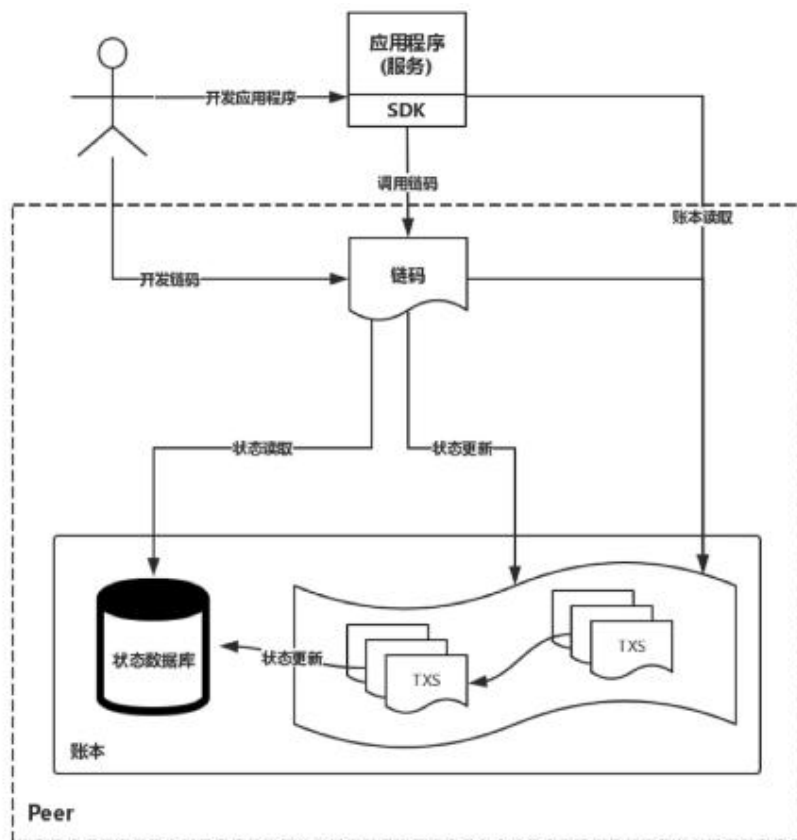 应用程序
(服务)
开发应用程序
SDK
调用链码
账本读取
链码
开发链码
状态读取
状态更新
TXS
状态数据库
状态更新
TXS
账本
Peer